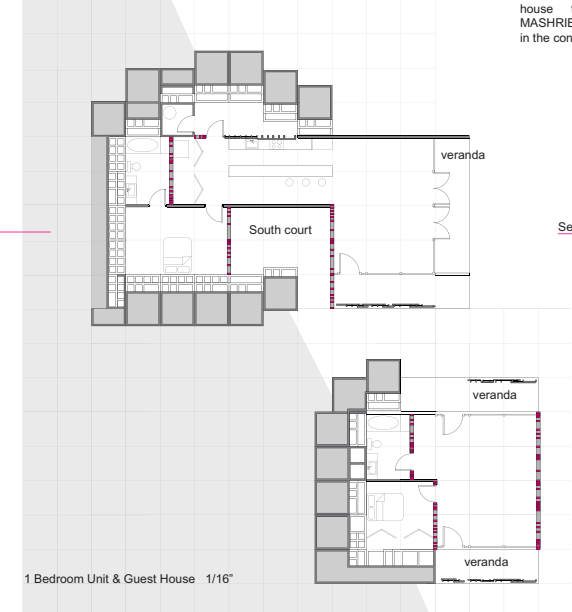 house
MASHRIE
in the con
veranda
Se
South court
veranda
veranda
1 Bedroom Unit & Guest House 1/16”